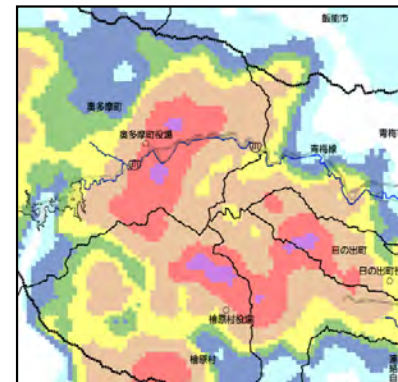 飯能市
奥多摩町
奥多摩町役場
青梅線
青梅市
日の出町
日の出町役
檜原村役場
檜原村